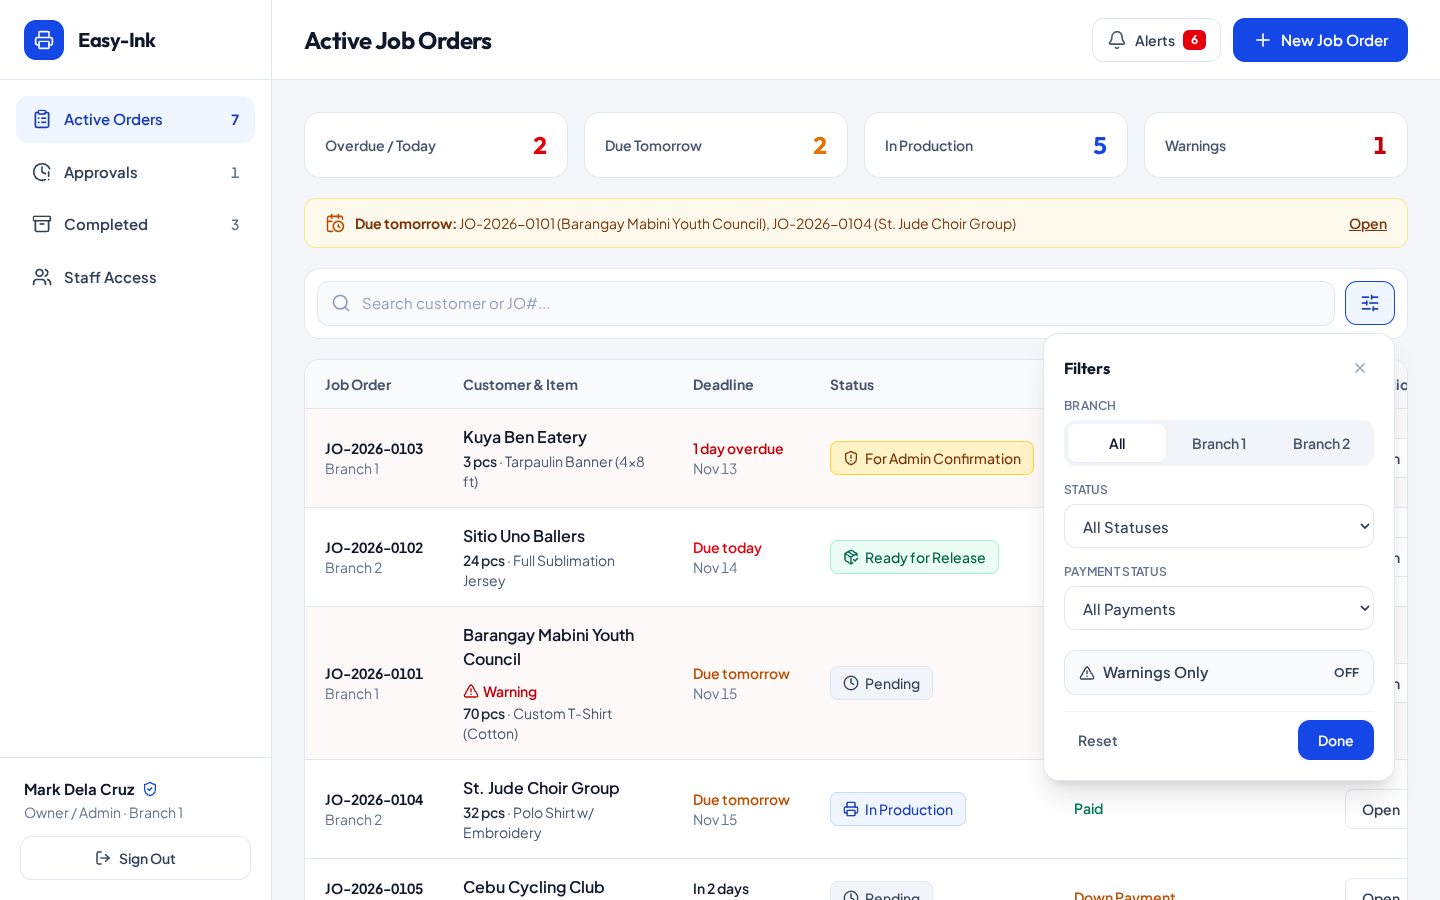 Easy-Ink
Active Orders 7
Approvals 1
Completed 3
Staff Access
Mark Dela Cruz
Owner / Admin · Branch 1
Sign Out
Active Job Orders
Alerts 6
New Job Order
Overdue / Today 2
Due Tomorrow 2
In Production 5
Warnings 1
Due tomorrow: JO-2026-0101 (Barangay Mabini Youth Council), JO-2026-0104 (St. Jude Choir Group)
Open
Search customer or JO#...
Job Order Customer & Item Deadline Status
JO-2026-0103
Branch 1
Kuya Ben Eatery
3 pcs · Tarpaulin Banner (4×8
ft)
1 day overdue
Nov 13
For Admin Confirmation
JO-2026-0102
Branch 2
Sitio Uno Ballers
24 pcs · Full Sublimation
Jersey
Due today
Nov 14
Ready for Release
JO-2026-0101
Branch 1
Barangay Mabini Youth
Council
Warning
70 pcs · Custom T-Shirt
(Cotton)
Due tomorrow
Nov 15
Pending
JO-2026-0104
Branch 2
St. Jude Choir Group
32 pcs · Polo Shirt w/
Embroidery
Due tomorrow
Nov 15
In Production
Paid
Open
JO-2026-0105
Cebu Cycling Club
In 2 days
Pending
Down Payment
Open
Filters
BRANCH
All Branch 1 Branch 2
STATUS
All Statuses
PAYMENT STATUS
All Payments
Warnings Only OFF
Reset
Done